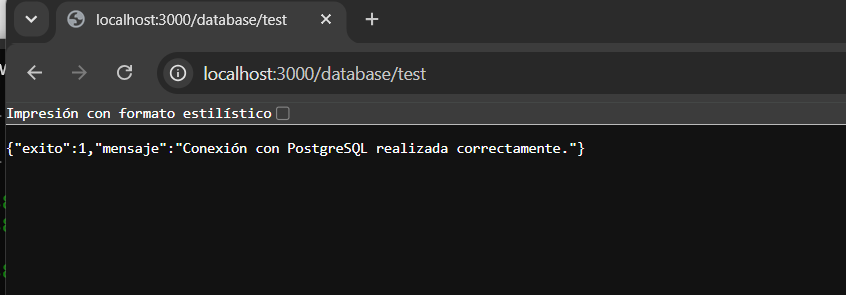 localhost:3000/database/test
localhost:3000/database/test
Impresión con formato estilístico
{"exito":1,"mensaje":"Conexión con PostgreSQL realizada correctamente."}